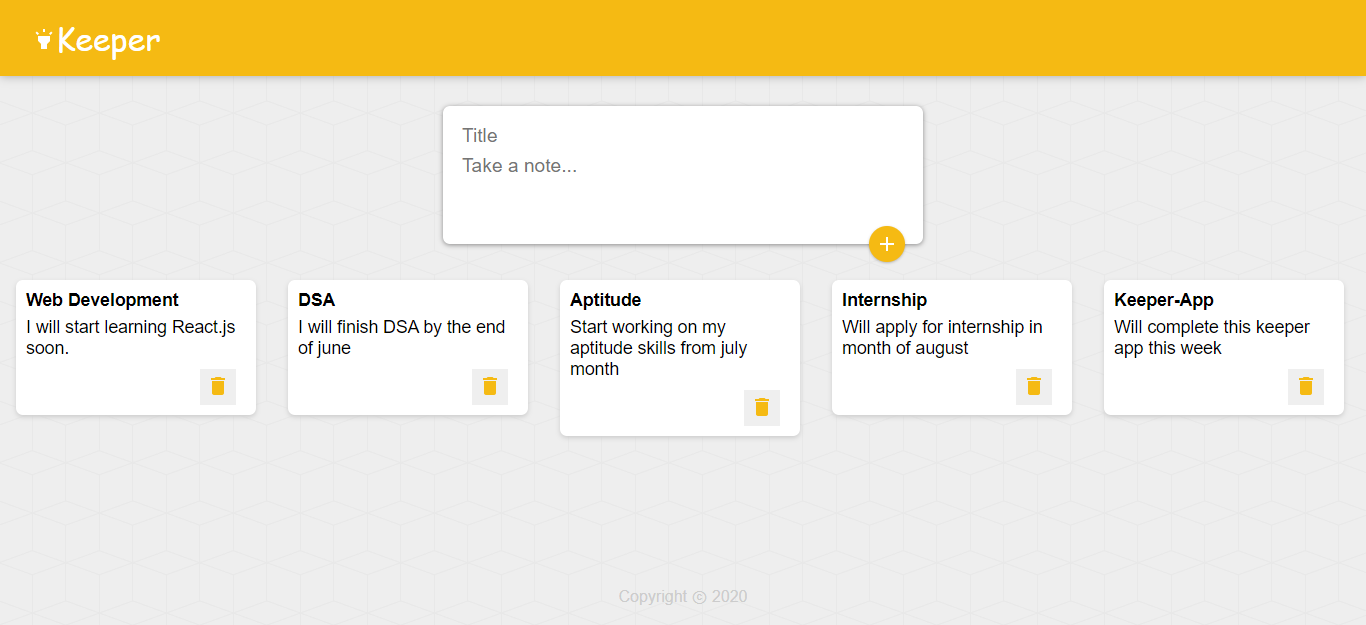 Keeper
Title
Take a note...
Web Development
I will start learning React.js
soon.
DSA
I will finish DSA by the end
of june
Aptitude
Start working on my
aptitude skills from july
month
Internship
Will apply for internship in
month of august
Keeper-App
Will complete this keeper
app this week
Copyright ⓒ 2020